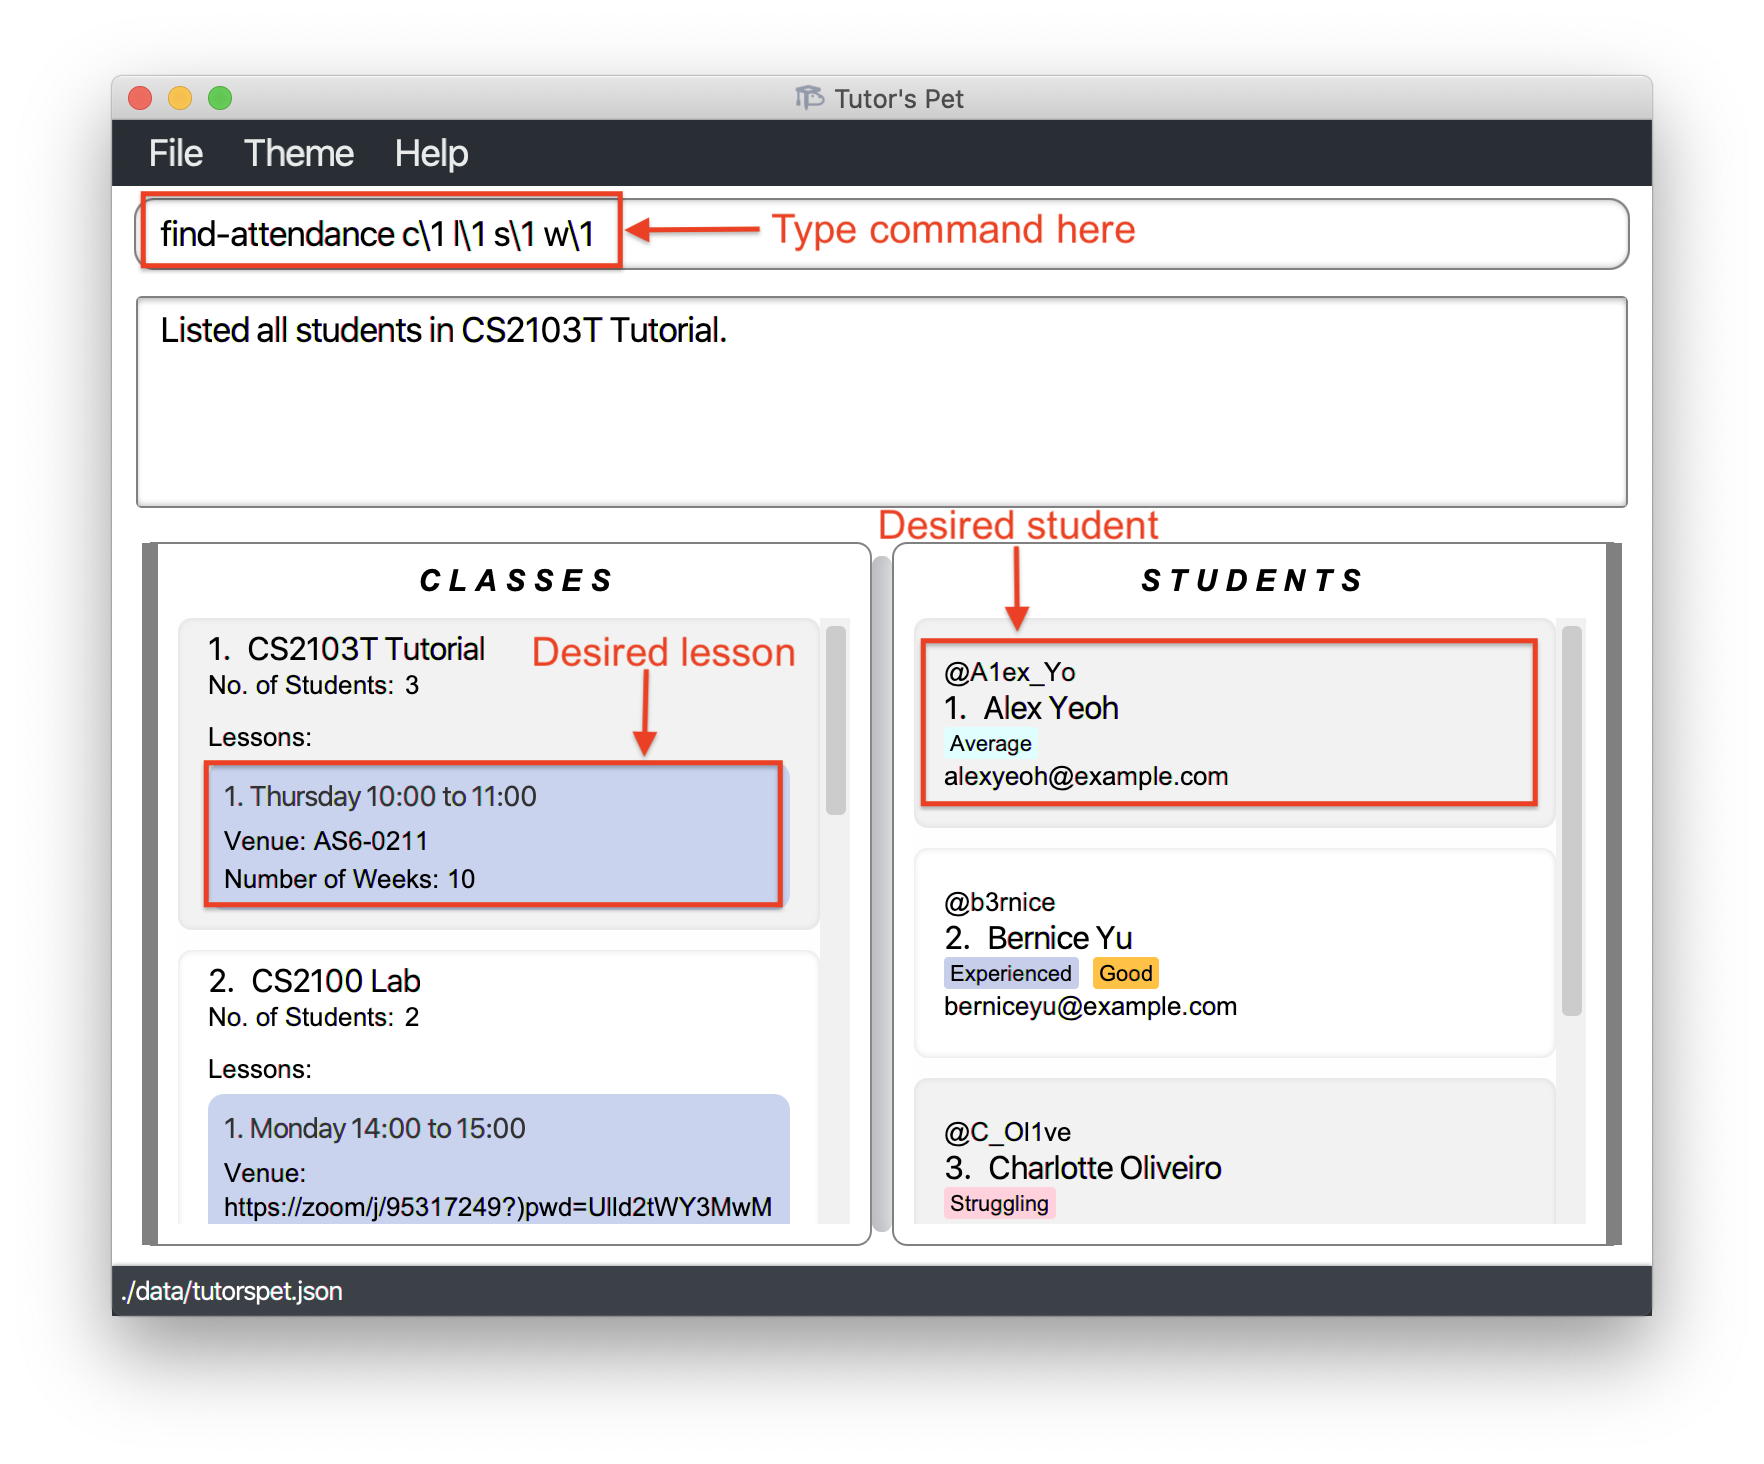 Tutor's Pet
File Theme Help
find-attendance c\1 l\1 s\1 w\1
Type command here
Listed all students in CS2103T Tutorial.
Desired student
CLASSES
1. CS2103T Tutorial
Desired lesson
No. of Students: 3
Lessons:
1. Thursday 10:00 to 11:00
Venue: AS6-0211
Number of Weeks: 10
2. CS2100 Lab
No. of Students: 2
Lessons:
1. Monday 14:00 to 15:00
Venue:
https://zoom/j/95317249?)pwd=Ulld2tWY3MwM
STUDENTS
@A1ex_Yo
1. Alex Yeoh
Average
alexyeoh@example.com
@b3rnice
2. Bernice Yu
Experienced Good
berniceyu@example.com
@C_Ol1ve
3. Charlotte Oliveiro
Struggling
./data/tutorspet.json